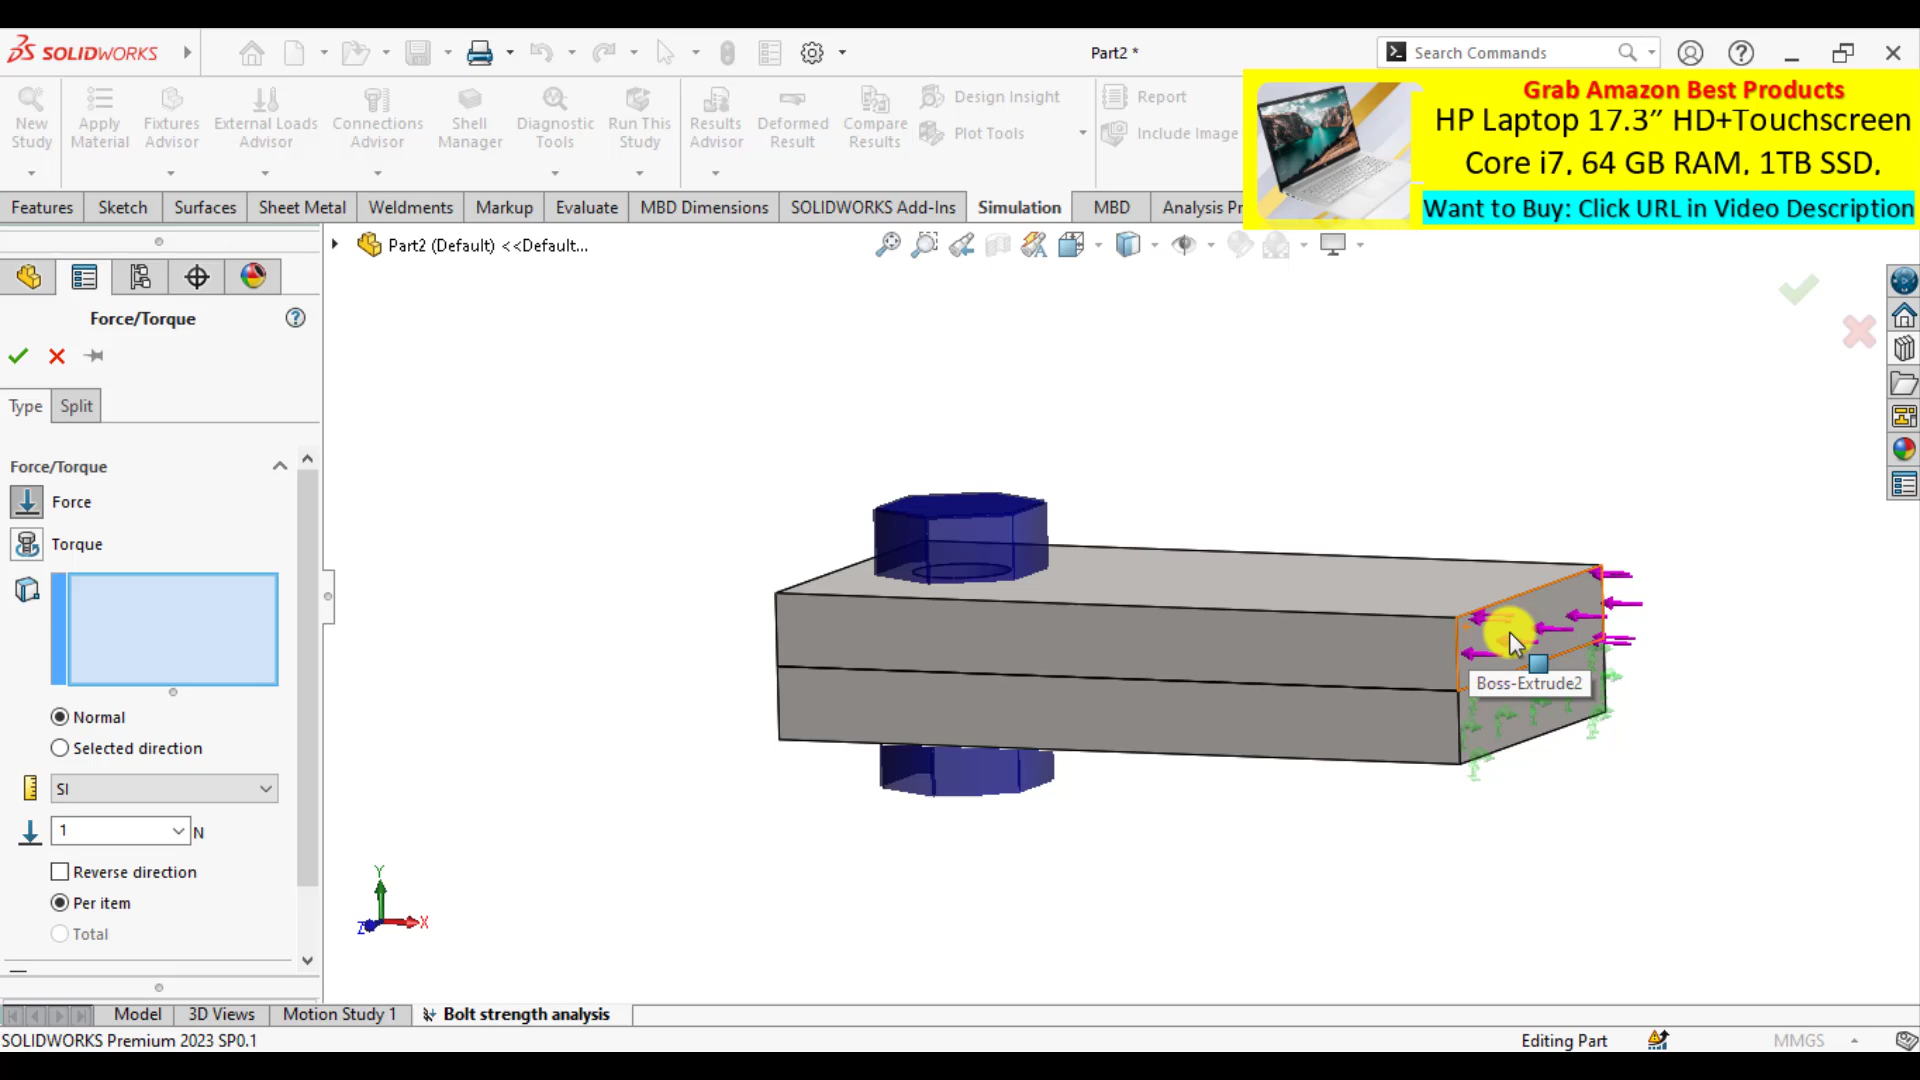 SOLIDWORKS
Part2 *
Search Commands
Grab Amazon Best Products
HP Laptop 17.3″ HD+Touchscreen
Core i7, 64 GB RAM, 1TB SSD,
Want to Buy: Click URL in Video Description
New Study
Apply Material
Fixtures Advisor
External Loads Advisor
Connections Advisor
Shell Manager
Diagnostic Tools
Run This Study
Results Advisor
Deformed Result
Compare Results
Design Insight
Plot Tools
Report
Include Image
Features
Sketch
Surfaces
Sheet Metal
Weldments
Markup
Evaluate
MBD Dimensions
SOLIDWORKS Add-Ins
Simulation
MBD
Analysis Pr
Part2 (Default) <<Default...
Force/Torque
Type
Split
Force/Torque
Force
Torque
Normal
Selected direction
SI
1
N
Reverse direction
Per item
Total
Boss-Extrude2
Y
Z
X
Model
3D Views
Motion Study 1
Bolt strength analysis
SOLIDWORKS Premium 2023 SP0.1
Editing Part
MMGS